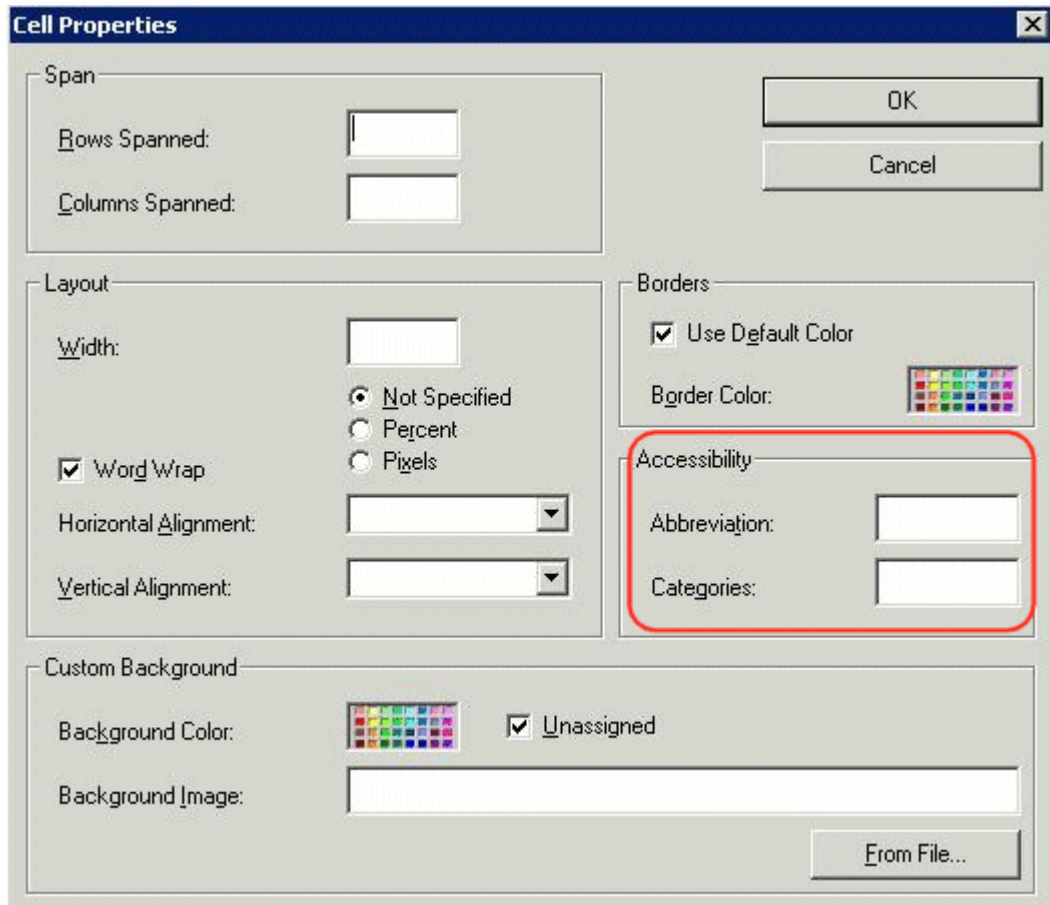 Cell Properties
Span
Rows Spanned:
Columns Spanned:
OK
Cancel
Layout
Width:
Not Specified
Percent
Pixels
Word Wrap
Horizontal Alignment:
Vertical Alignment:
Borders
Use Default Color
Border Color:
Accessibility
Abbreviation:
Categories:
Custom Background
Background Color:
Unassigned
Background Image:
From File...